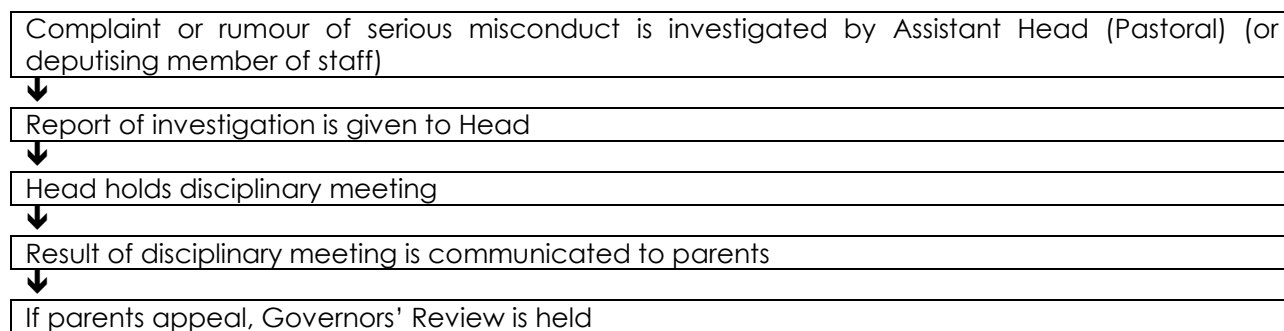 Complaint or rumour of serious misconduct is investigated by Assistant Head (Pastoral) (or
deputising member of staff)
Report of investigation is given to Head
Head holds disciplinary meeting
Result of disciplinary meeting is communicated to parents
If parents appeal, Governors’ Review is held